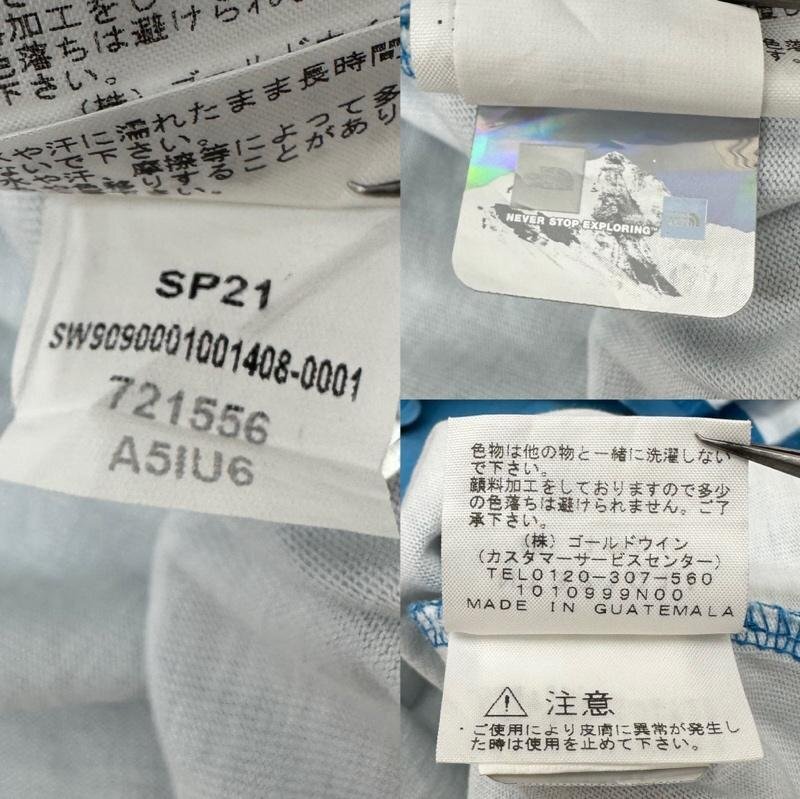 料加工をし
色落ちは避けられ
下さい。
(株)ゴールドウイ
に濡れたまま長時間
や汗で下さい。
摩擦等によって多
することがあり
SP21
SW9090001001408-0001
721556
A5IU6
NEVER STOP EXPLORING
色物は他の物と一緒に洗濯しない
で下さい。
顔料加工をしておりますので多少
の色落ちは避けられません。ご了
承下さい。
(株)ゴールドウイン
(カスタマーサービスセンター)
TEL0120-307-560
1010999N00
MADE IN GUATEMALA
注意
・ご使用により皮膚に異常が発生し
た時は使用を止めて下さい。